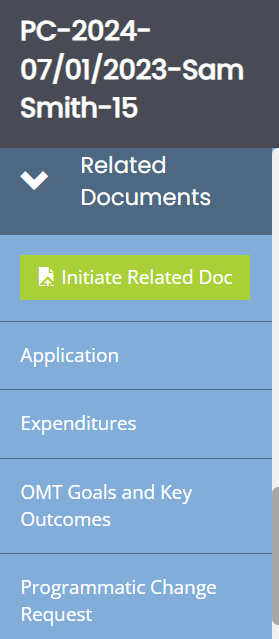 PC-2024-
07/01/2023-Sam
Smith-15
Related
Documents
Initiate Related Doc
Application
Expenditures
OMT Goals and Key
Outcomes
Programmatic Change
Request